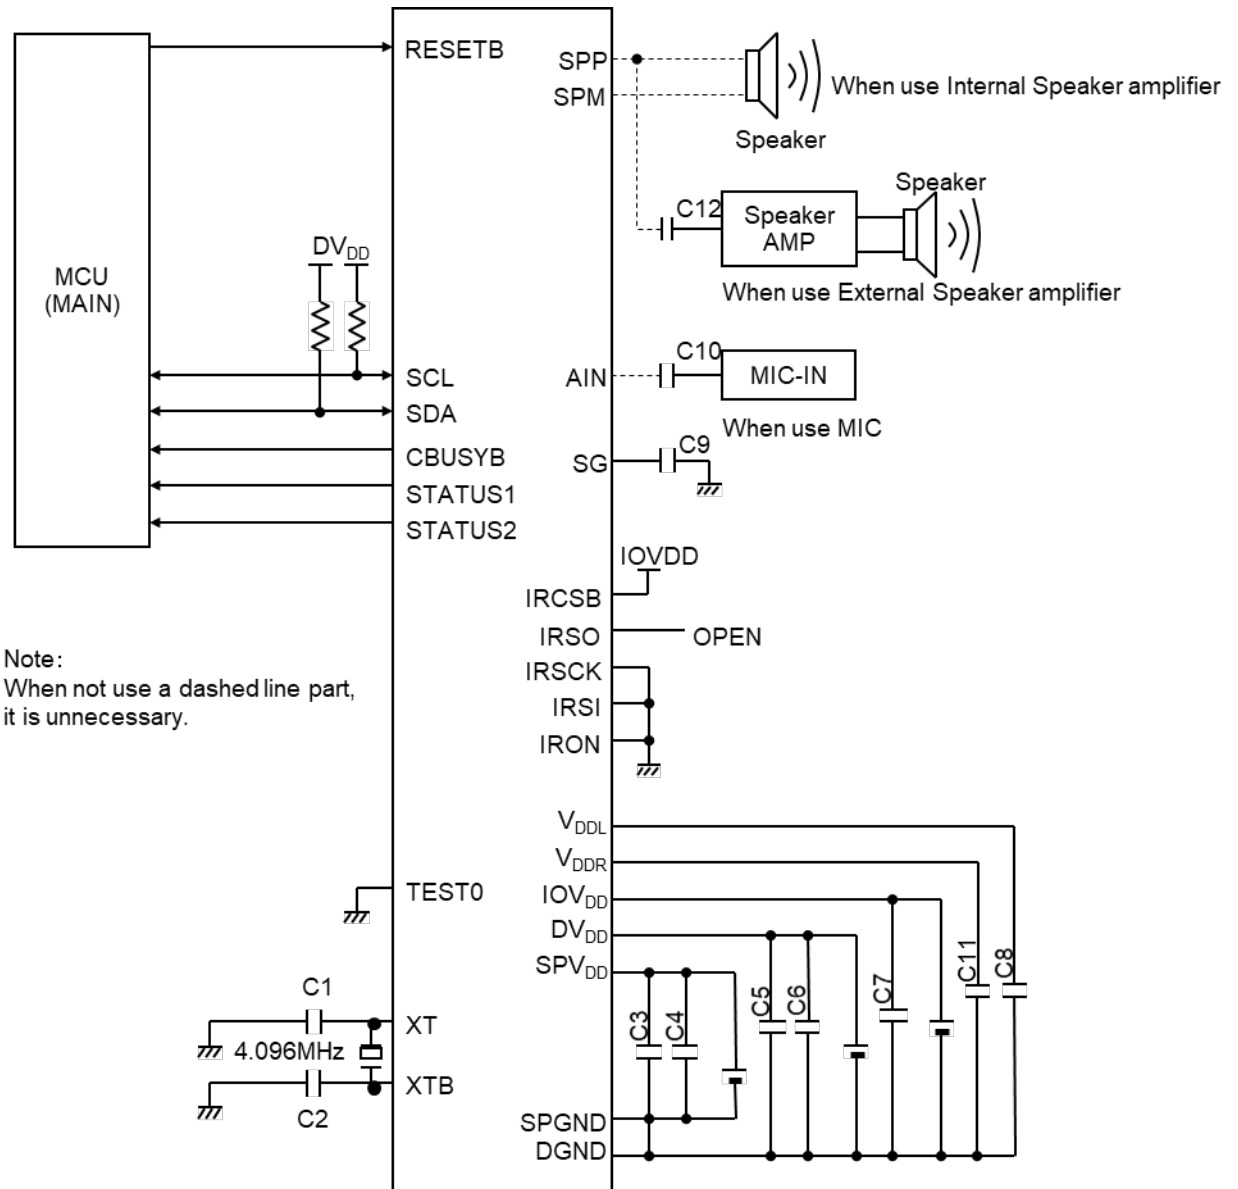 RESETB
SPP
SPM
When use Internal Speaker amplifier
Speaker
Speaker
C12
Speaker
AMP
When use External Speaker amplifier
MCU
(MAIN)
DVDD
SCL
SDA
CBUSYB
STATUS1
STATUS2
AIN
C10
MIC-IN
When use MIC
SG
C9
IOVDD
IRCSB
IRSO
OPEN
IRSCK
IRSI
IRON
Note:
When not use a dashed line part,
it is unnecessary.
VDDL
VDDR
IOVDD
DVDD
SPVDD
TEST0
C1
XT
4.096MHz
XTB
C2
C3
C4
C5
C6
C7
C11
C8
SPGND
DGND